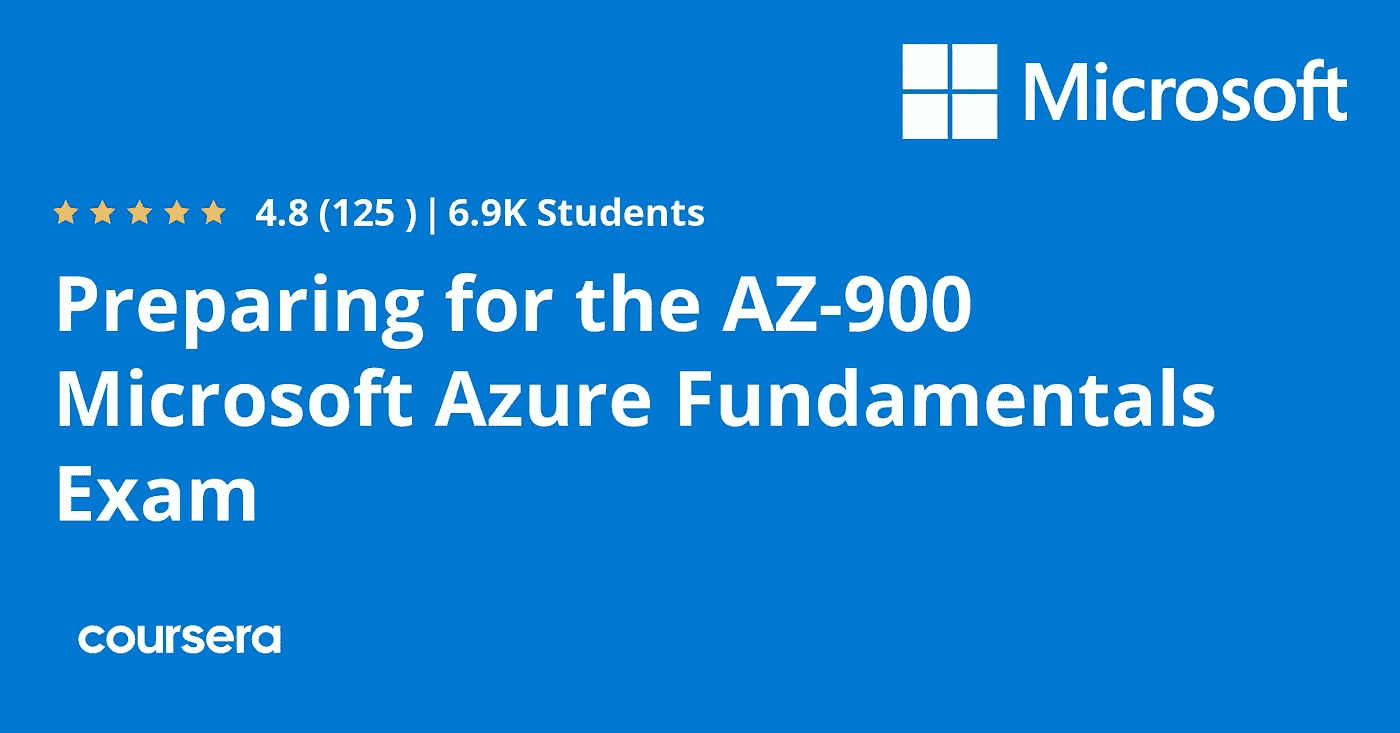 Microsoft
4.8 (125 ) | 6.9K Students
Preparing for the AZ-900
Microsoft Azure Fundamentals
Exam
coursera